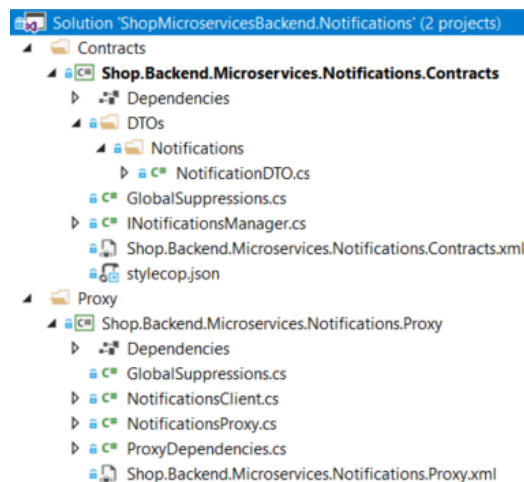 Solution 'ShopMicroservicesBackend.Notifications' (2 projects)
Contracts
C# Shop.Backend.Microservices.Notifications.Contracts
Dependencies
DTOs
Notifications
C# NotificationDTO.cs
C# GlobalSuppressions.cs
C# INotificationsManager.cs
Shop.Backend.Microservices.Notifications.Contracts.xml
stylecop.json
Proxy
C# Shop.Backend.Microservices.Notifications.Proxy
Dependencies
C# GlobalSuppressions.cs
C# NotificationsClient.cs
C# NotificationsProxy.cs
C# ProxyDependencies.cs
Shop.Backend.Microservices.Notifications.Proxy.xml